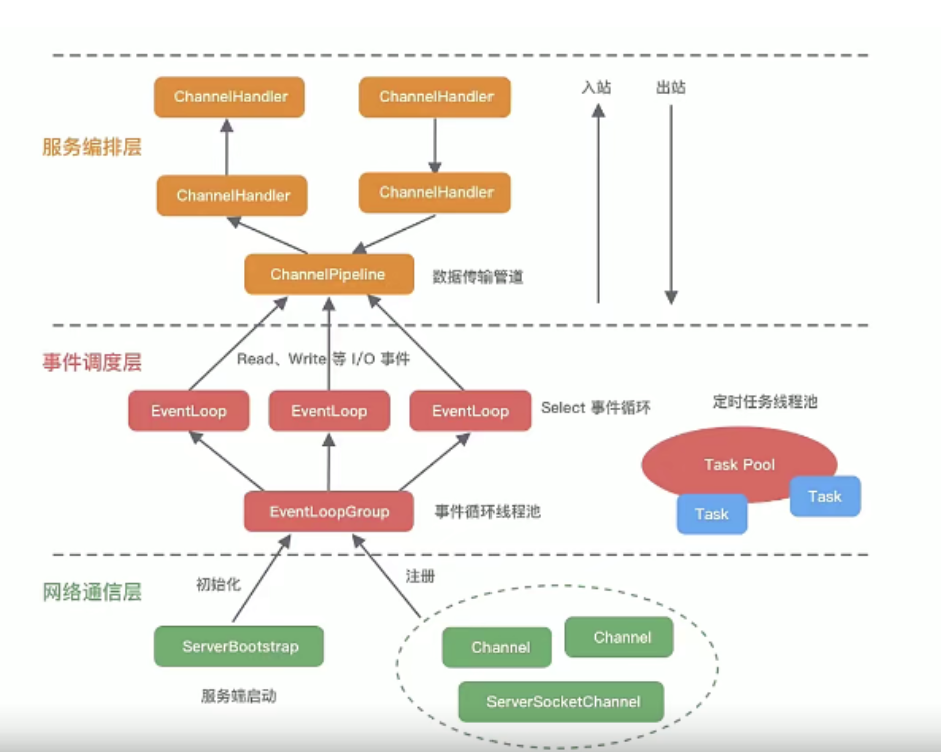 ChannelHandler
ChannelHandler
入站
出站
服务编排层
ChannelHandler
ChannelHandler
ChannelPipeline
数据传输管道
事件调度层
Read、Write 等 I/O 事件
EventLoop
EventLoop
EventLoop
Select 事件循环
定时任务线程池
Task Pool
Task
Task
EventLoopGroup
事件循环线程池
网络通信层
初始化
注册
ServerBootstrap
Channel
Channel
服务端启动
ServerSocketChannel